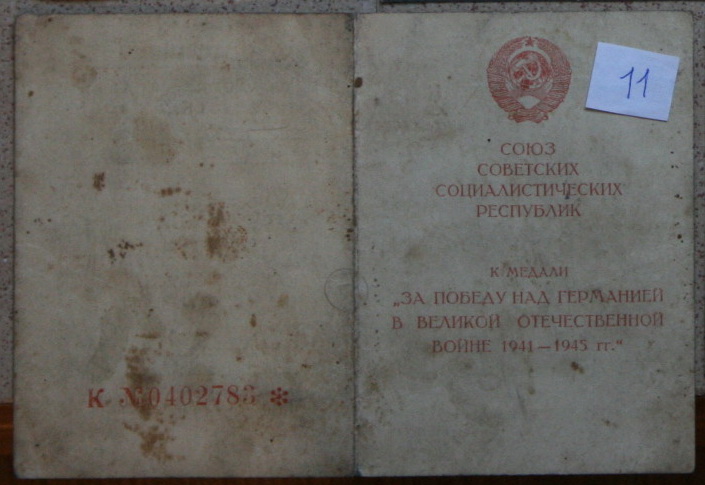 К №0402783 *
11
СОЮЗ
СОВЕТСКИХ
СОЦИАЛИСТИЧЕСКИХ
РЕСПУБЛИК
К МЕДАЛИ
„ЗА ПОБЕДУ НАД ГЕРМАНИЕЙ
В ВЕЛИКОЙ ОТЕЧЕСТВЕННОЙ
ВОЙНЕ 1941—1945 гг.“